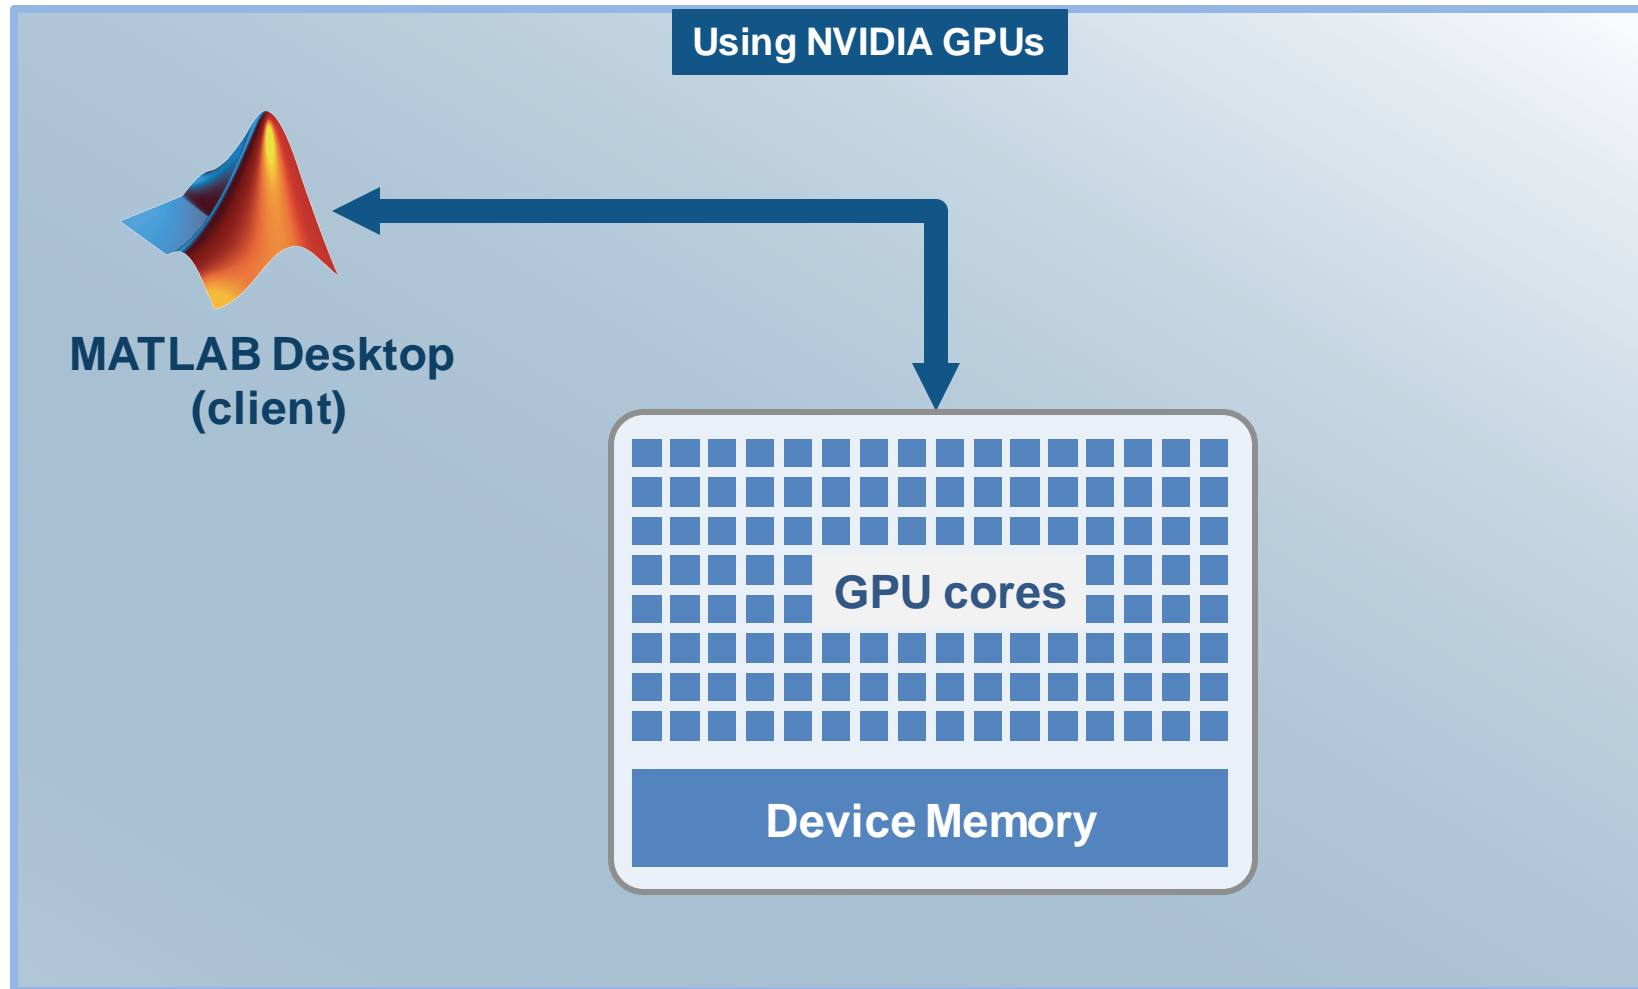 Using NVIDIA GPUs
MATLAB Desktop
(client)
GPU cores
Device Memory